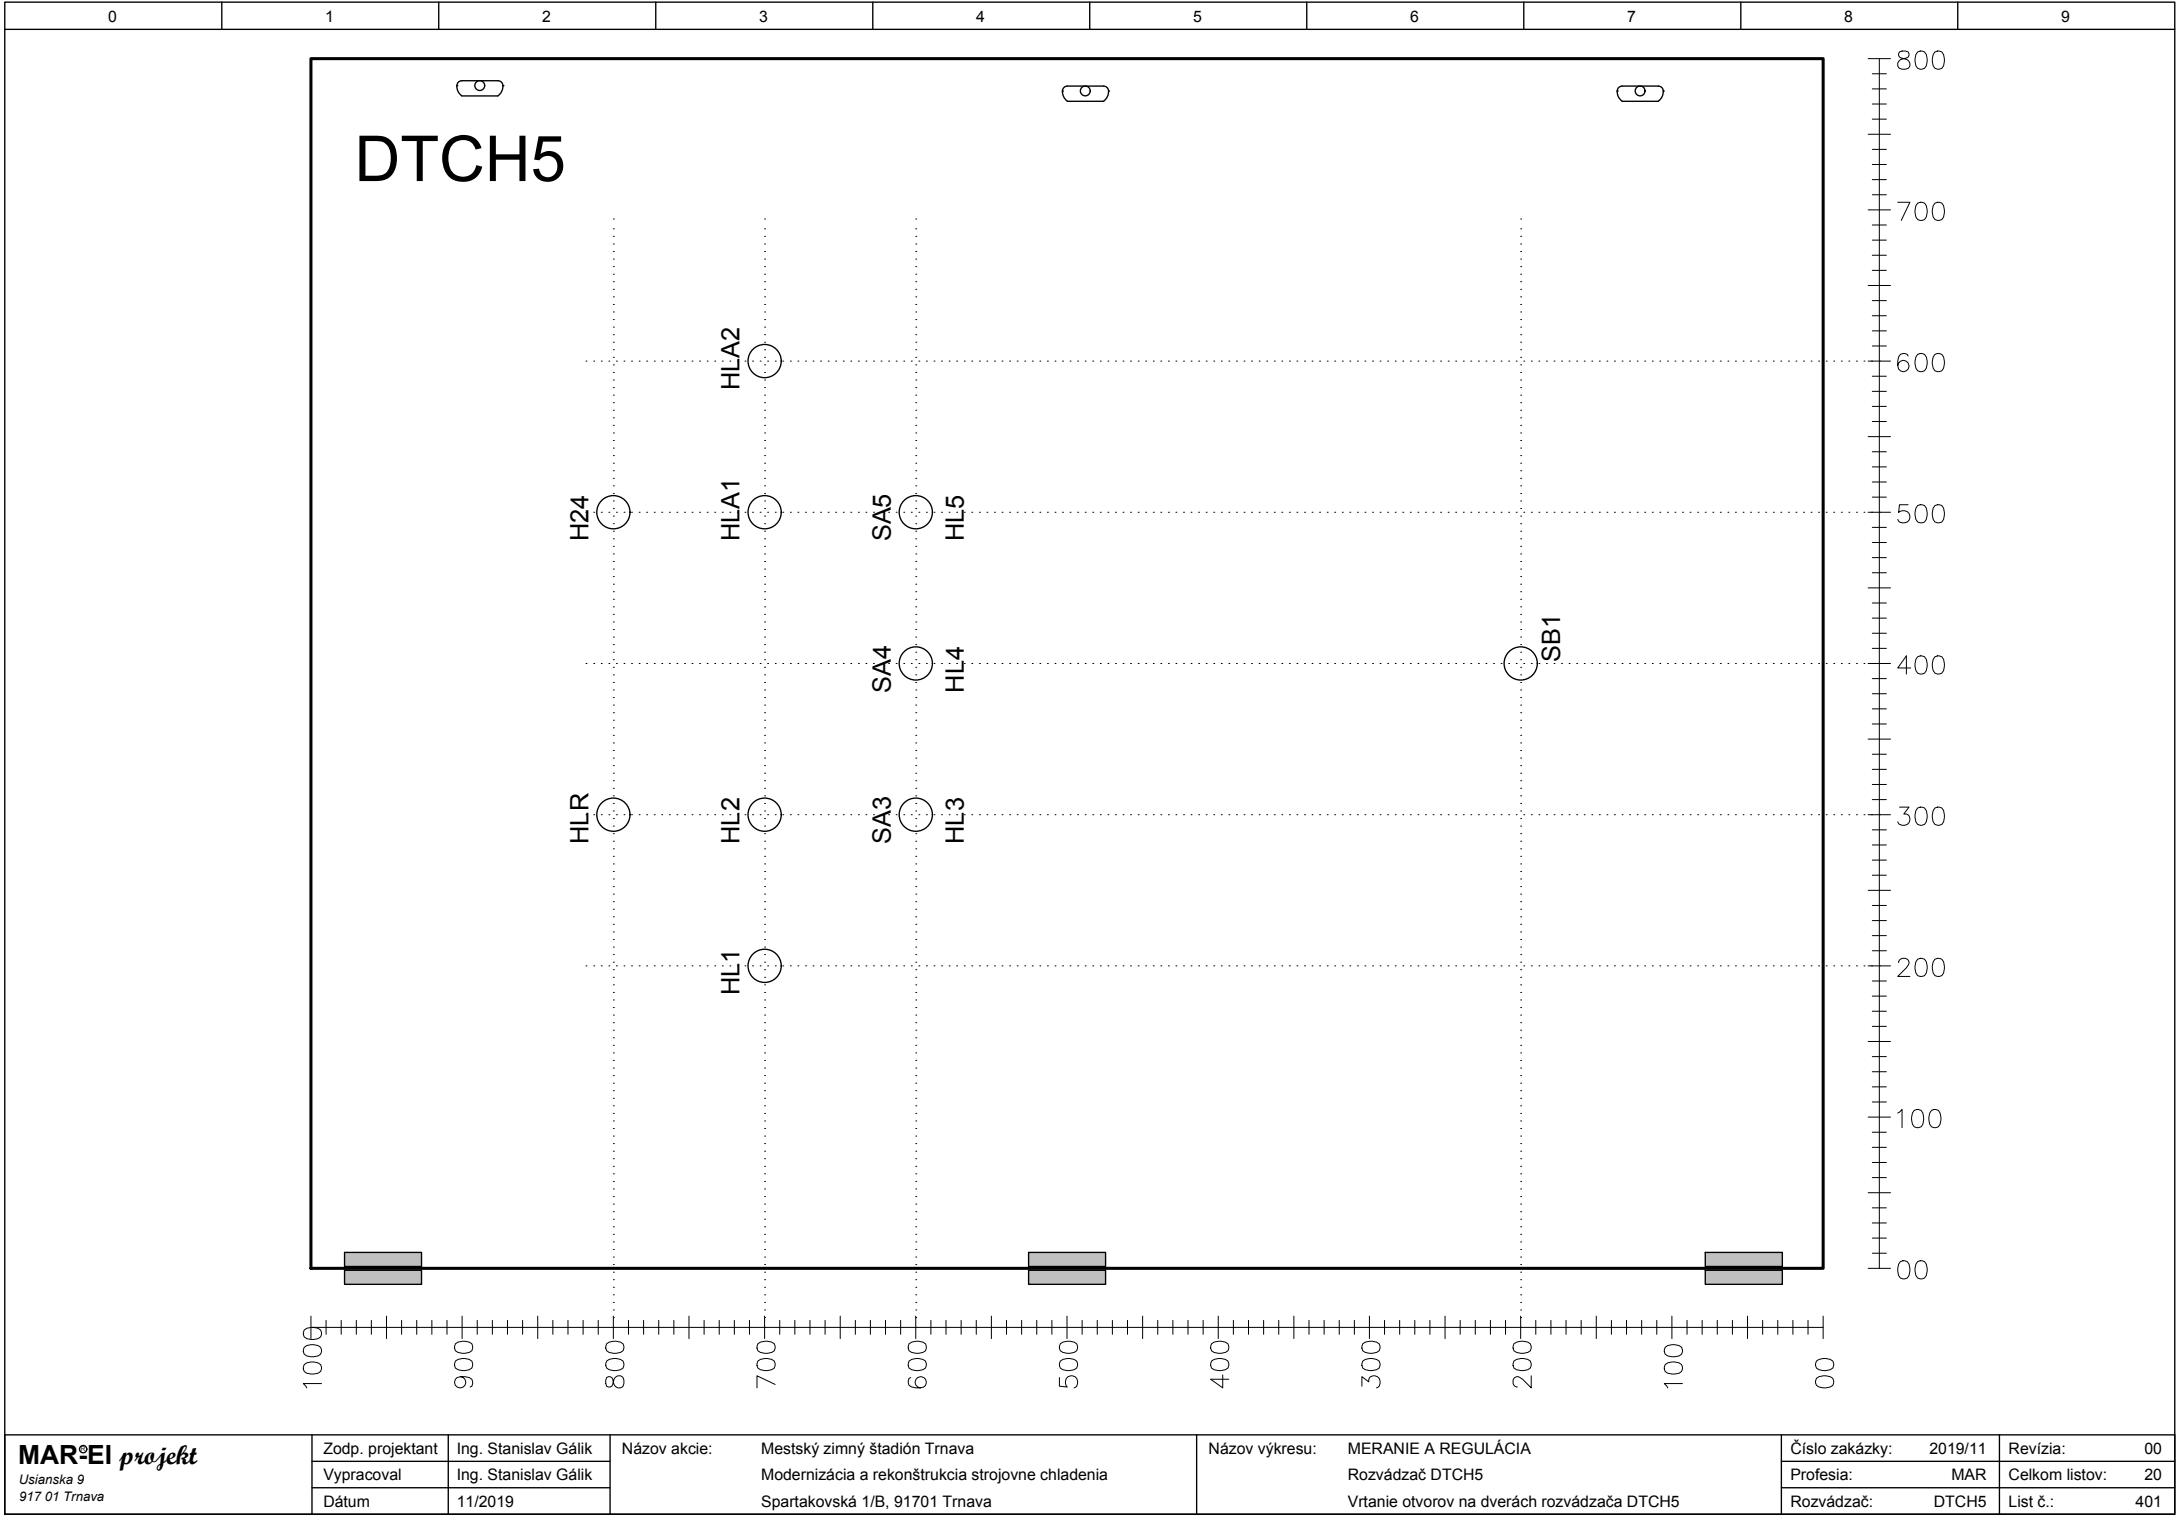 0 1 2 3 4 5 6 7 8 9
DTCH5
800
700
600
500
400
300
200
100
00
HLA2
H24 HLA1 SA5 HL5
SA4 HL4 SB1
HLR HL2 SA3 HL3
HL1
1000 900 800 700 600 500 400 300 200 100 00
MAR®EI projekt
Usianska 9
917 01 Trnava
Zodp. projektant Ing. Stanislav Gálik
Vypracoval Ing. Stanislav Gálik
Dátum 11/2019
Názov akcie: Mestský zimný štadión Trnava
Modernizácia a rekonštrukcia strojovne chladenia
Spartakovská 1/B, 91701 Trnava
Názov výkresu: MERANIE A REGULÁCIA
Rozvádzač DTCH5
Vrtanie otvorov na dverách rozvádzača DTCH5
Číslo zakázky: 2019/11 Revízia: 00
Profesia: MAR Celkom listov: 20
Rozvádzač: DTCH5 List č.: 401